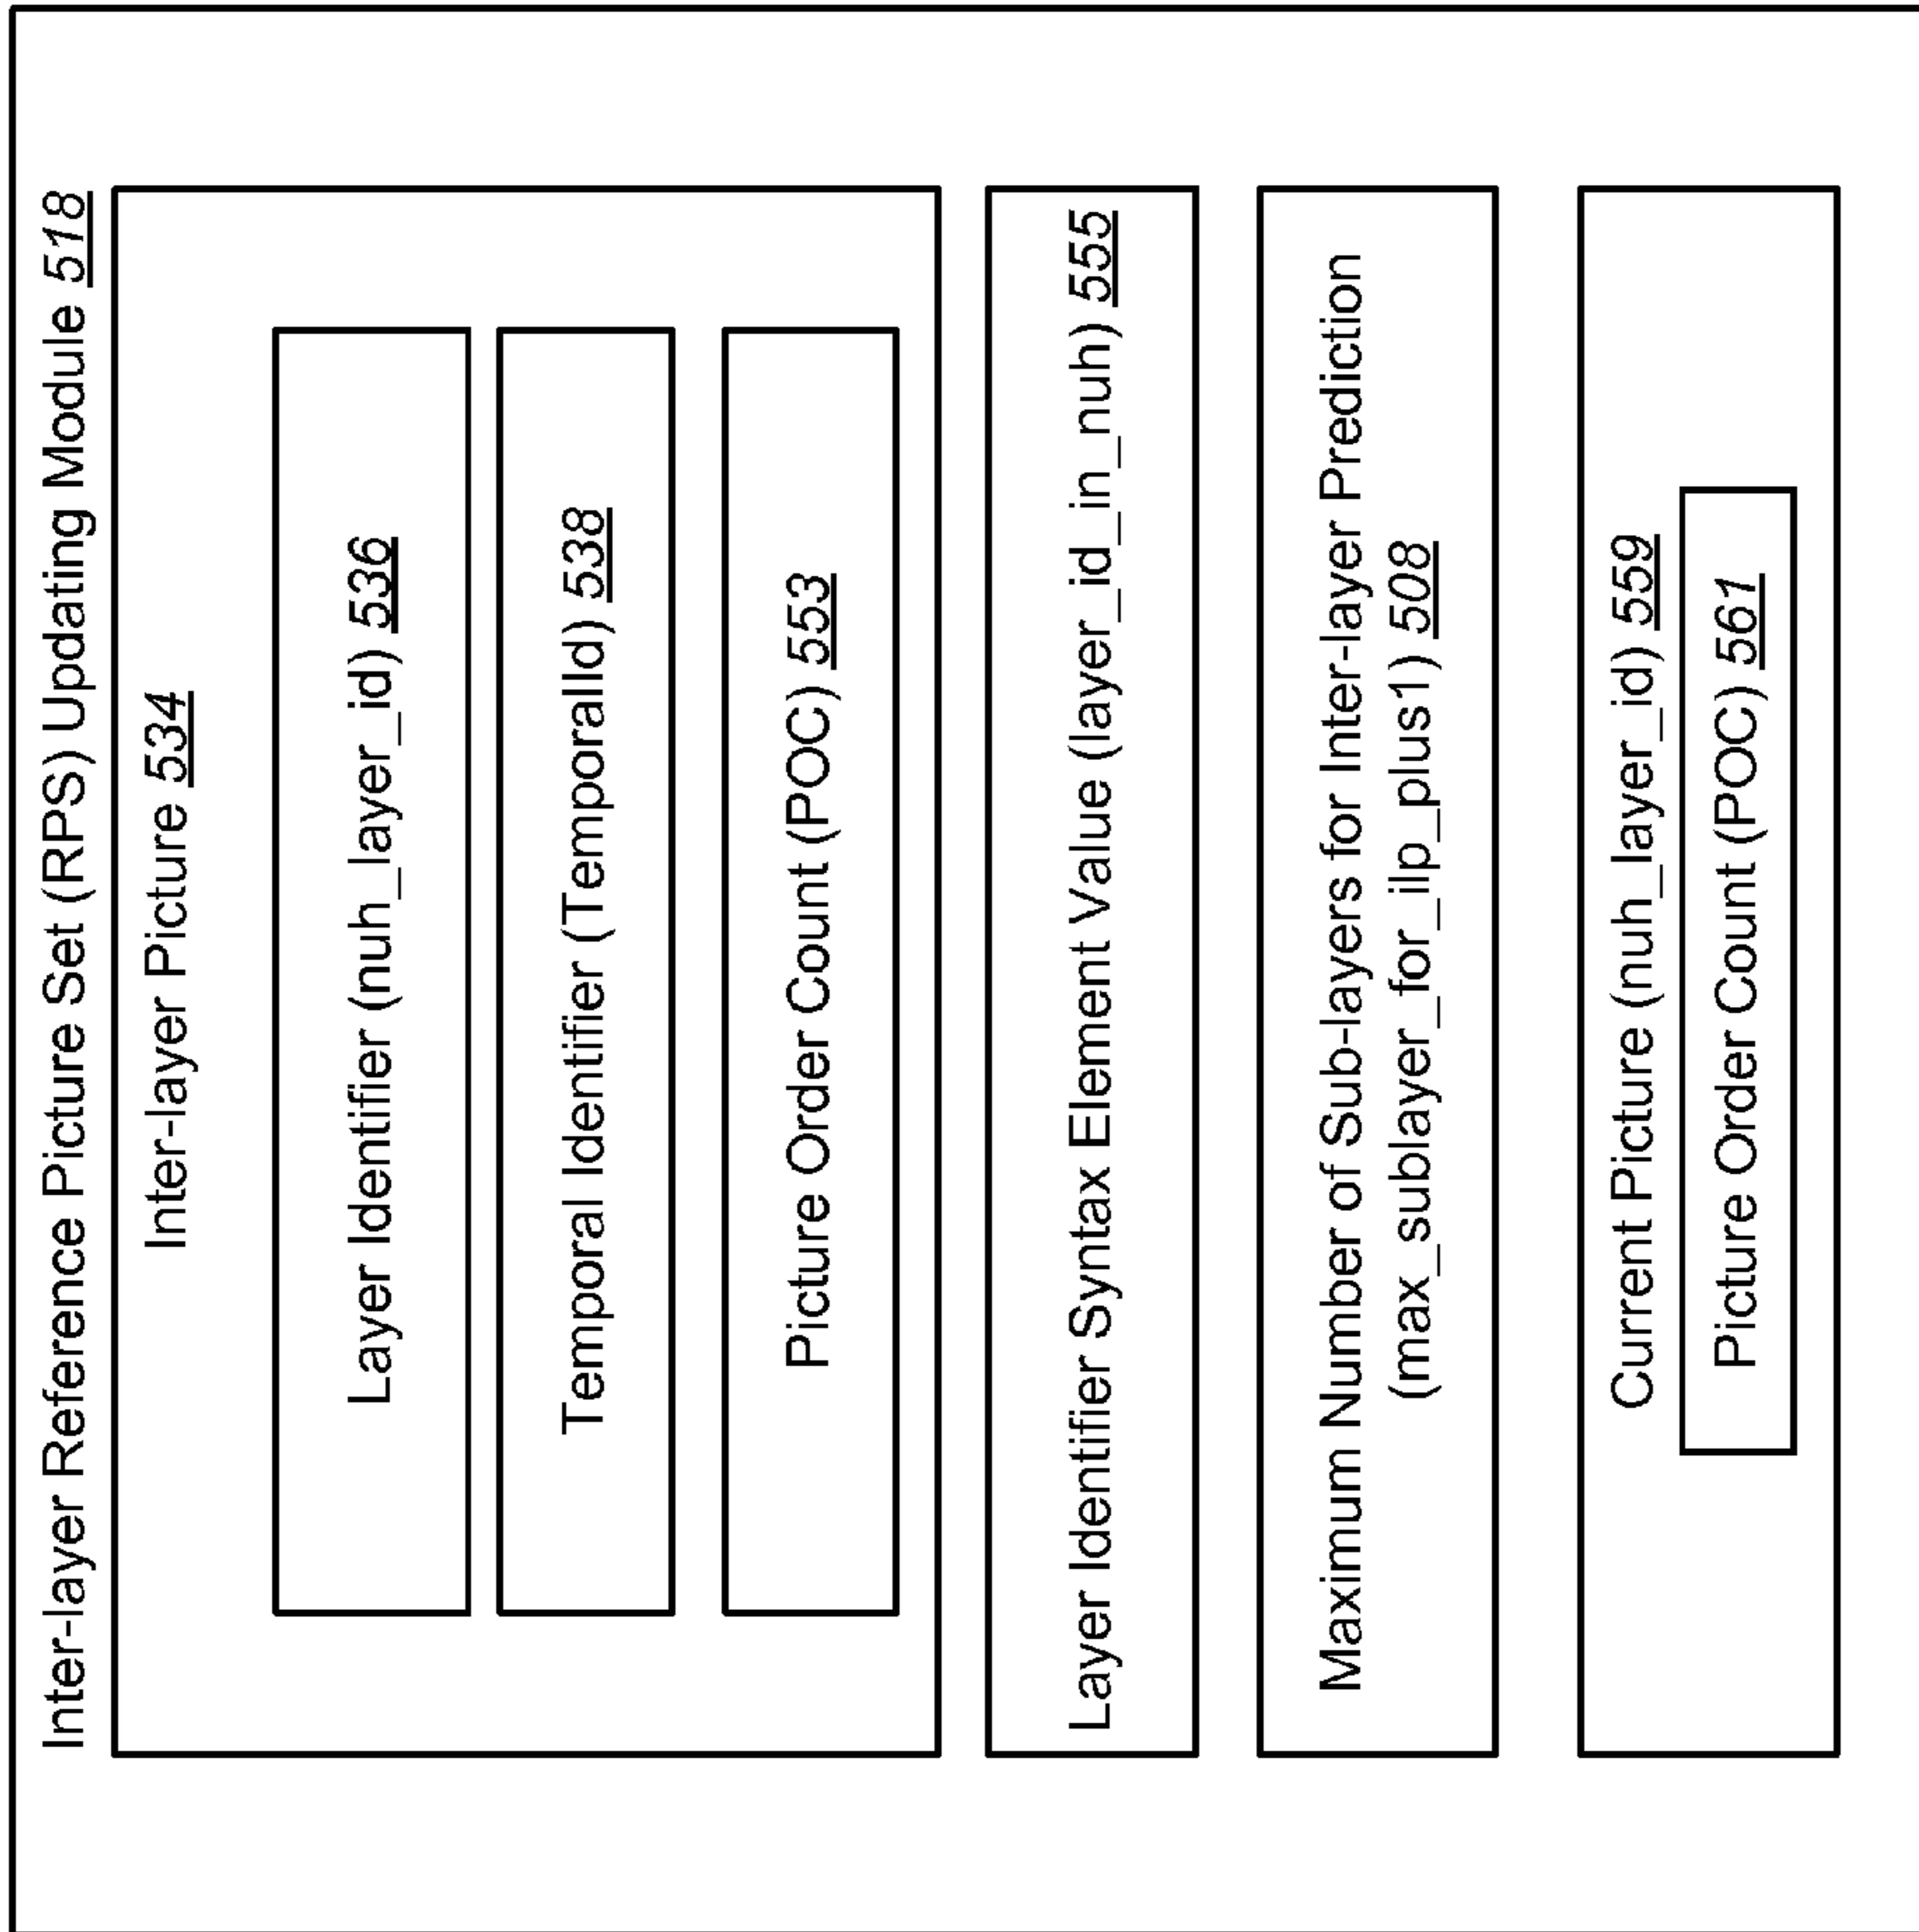 Inter-layer Reference Picture Set (RPS) Updating Module 518
Inter-layer Picture 534
Layer Identifier (nuh_layer_id) 536
Temporal Identifier (TemporalId) 538
Picture Order Count (POC) 553
Layer Identifier Syntax Element Value (layer_id_in_nuh) 555
Maximum Number of Sub-layers for Inter-layer Prediction
(max_sublayer_for_ilp_plus1) 508
Current Picture (nuh_layer_id) 559
Picture Order Count (POC) 561